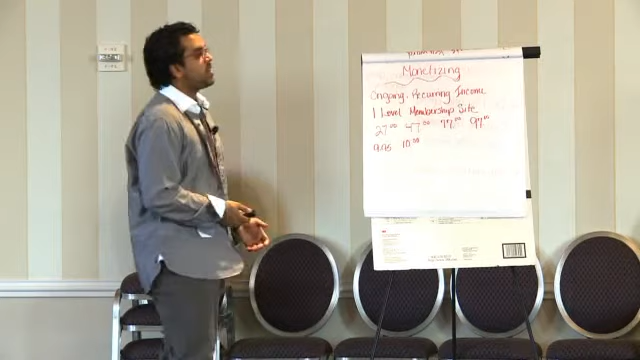 Monetizing
Ongoing, Recurring Income
1 Level Membership Site
27.00 47.00 77.00 97.00
9.95 10.00